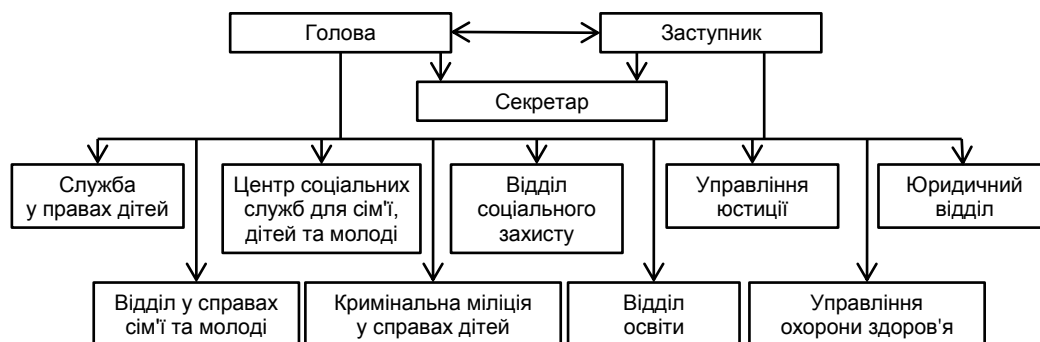 Голова
Заступник
Секретар
Служба
у правах дітей
Центр соціальних
служб для сім'ї,
дітей та молоді
Відділ
соціального
захисту
Управління
юстиції
Юридичний
відділ
Відділ у справах
сім'ї та молоді
Кримінальна міліція
у справах дітей
Відділ
освіти
Управління
охорони здоров'я